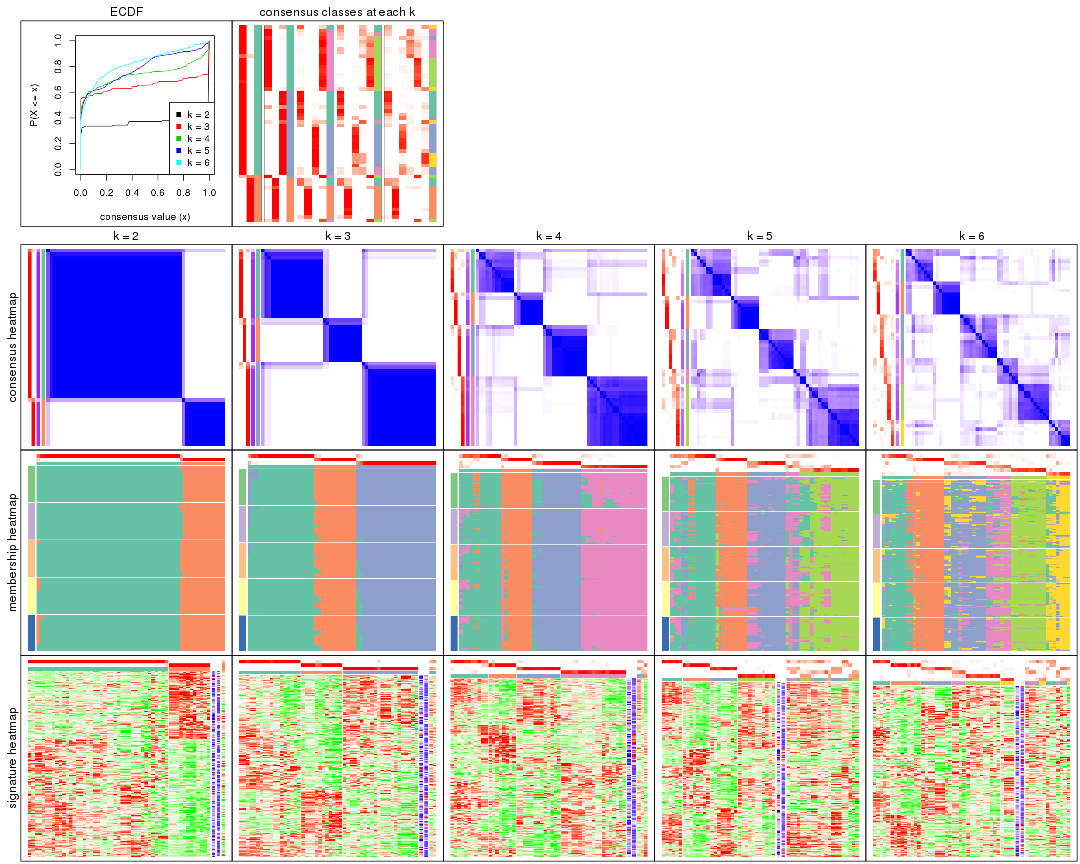 ECDF
consensus classes at each k
P(X <= x)
0.0 0.2 0.4 0.6 0.8 1.0
k = 2
k = 3
k = 4
k = 5
k = 6
0.0 0.2 0.4 0.6 0.8 1.0
consensus value (x)
k = 2
k = 3
k = 4
k = 5
k = 6
consensus heatmap
membership heatmap
signature heatmap